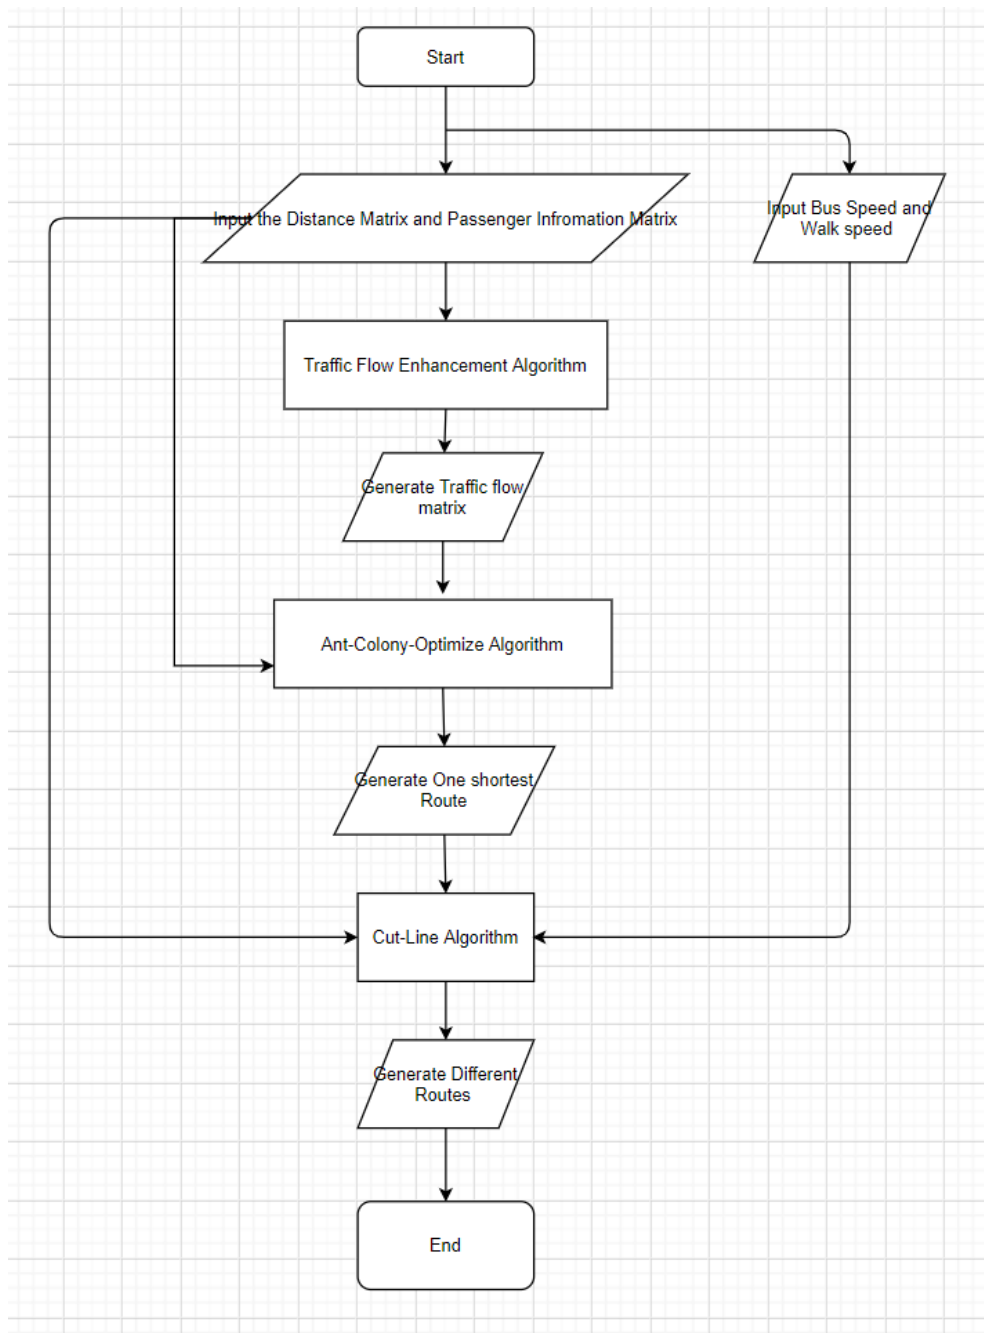 Start
Input the Distance Matrix and Passenger Infromation Matrix
Input Bus Speed and
Walk speed
Traffic Flow Enhancement Algorithm
Generate Traffic flow
matrix
Ant-Colony-Optimize Algorithm
Generate One shortest
Route
Cut-Line Algorithm
Generate Different
Routes
End